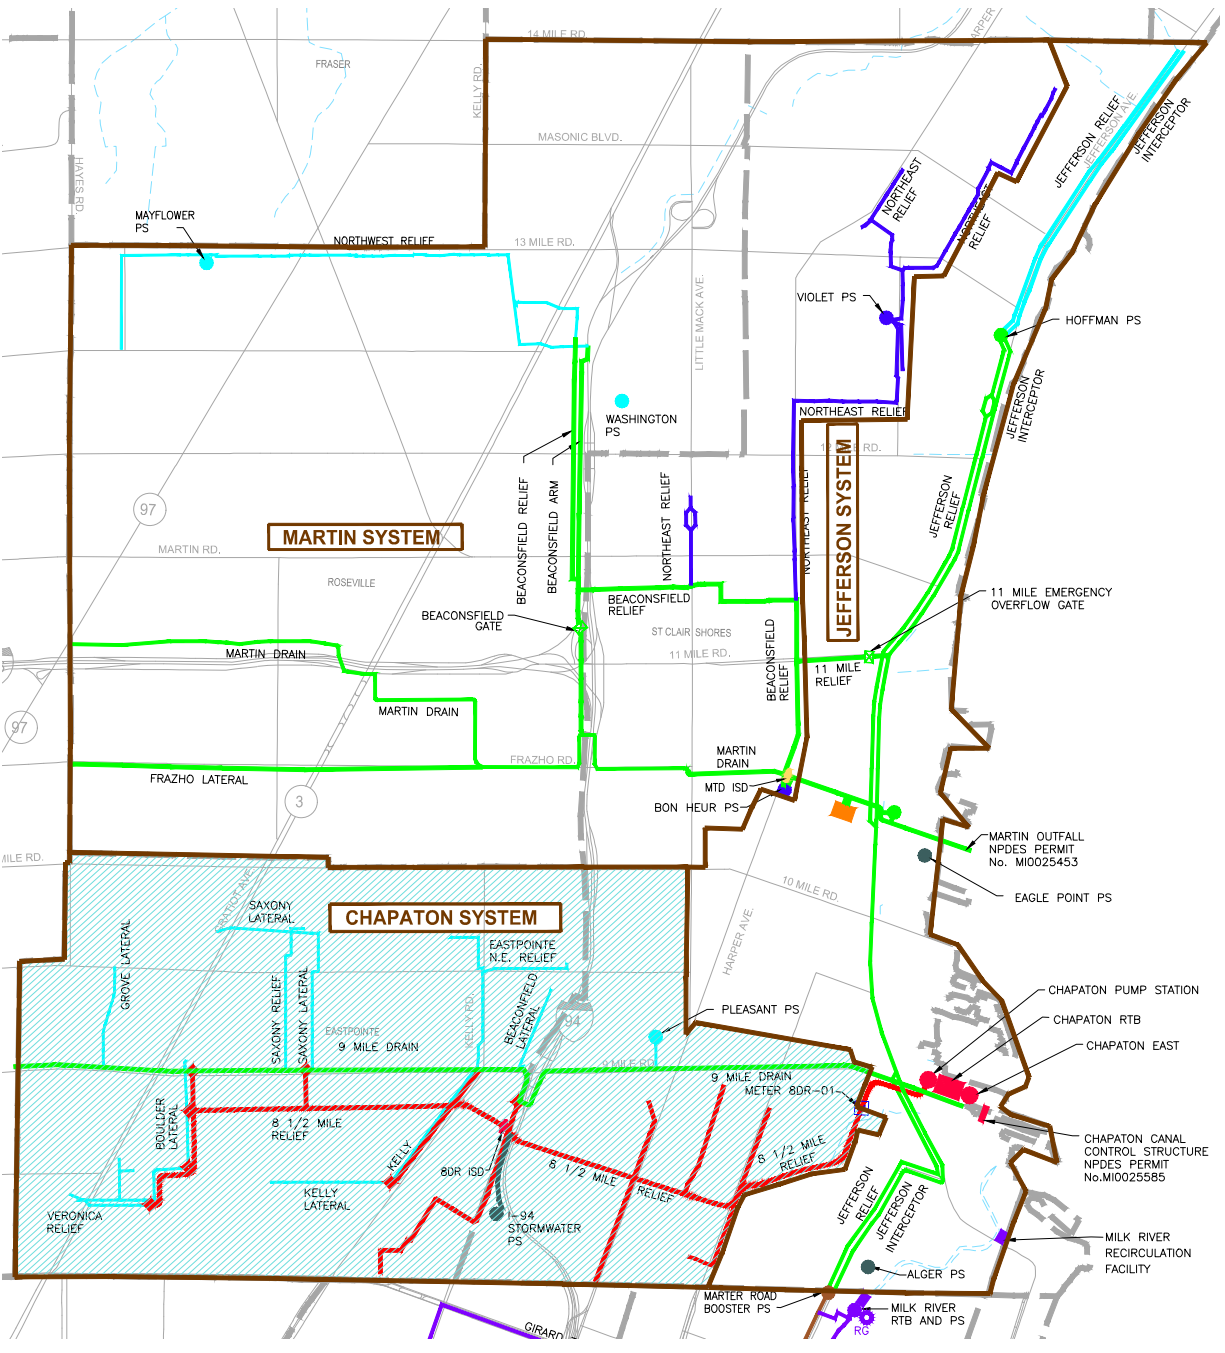 14 MILE RD.
HARPER
FRASER
KELLY RD.
MASONIC BLVD.
JEFFERSON RELIEF
JEFFERSON AVE.
JEFFERSON
INTERCEPTOR
HAYES RD.
NORTHEAST
RELIEF
NORTHEAST
RELIEF
MAYFLOWER
PS
NORTHWEST RELIEF
13 MILE RD.
VIOLET PS
HOFFMAN PS
LITTLE MACK AVE.
WASHINGTON
PS
NORTHEAST RELIEF
JEFFERSON
INTERCEPTOR
12 MILE RD.
97
MARTIN SYSTEM
JEFFERSON SYSTEM
BEACONSFIELD RELIEF
BEACONSFIELD ARM
NORTHEAST RELIEF
NORTHEAST RELIEF
JEFFERSON
RELIEF
MARTIN RD.
ROSEVILLE
BEACONSFIELD
GATE
BEACONSFIELD
RELIEF
11 MILE EMERGENCY
OVERFLOW GATE
ST CLAIR SHORES
11 MILE RD.
MARTIN DRAIN
BEACONSFIELD
RELIEF
11 MILE
RELIEF
MARTIN DRAIN
97
FRAZHO RD.
MARTIN
DRAIN
FRAZHO LATERAL
MTD ISD
BON HEUR PS
3
MARTIN OUTFALL
NPDES PERMIT
No. MI0025453
MILE RD.
EAGLE POINT PS
10 MILE RD.
GRATIOT AVE.
SAXONY
LATERAL
CHAPATON SYSTEM
HARPER AVE.
GROVE LATERAL
EASTPOINTE
N.E. RELIEF
SAXONY RELIEF
SAXONY LATERAL
KELLY RD.
BEACONFIELD
LATERAL
94
PLEASANT PS
CHAPATON PUMP STATION
CHAPATON RTB
CHAPATON EAST
EASTPOINTE
9 MILE DRAIN
9 MILE RD.
9 MILE DRAIN
METER 8DR-01
BOULDER
LATERAL
8 1/2 MILE
RELIEF
KELLY
8DR ISD
8 1/2 MILE RELIEF
8 1/2 MILE
RELIEF
CHAPATON CANAL
CONTROL STRUCTURE
NPDES PERMIT
No.MI0025585
KELLY
LATERAL
VERONICA
RELIEF
I-94
STORMWATER
PS
JEFFERSON
RELIEF
JEFFERSON
INTERCEPTOR
MILK RIVER
RECIRCULATION
FACILITY
ALGER PS
MARTER ROAD
BOOSTER PS
MILK RIVER
RTB AND PS
RG
GIRARD